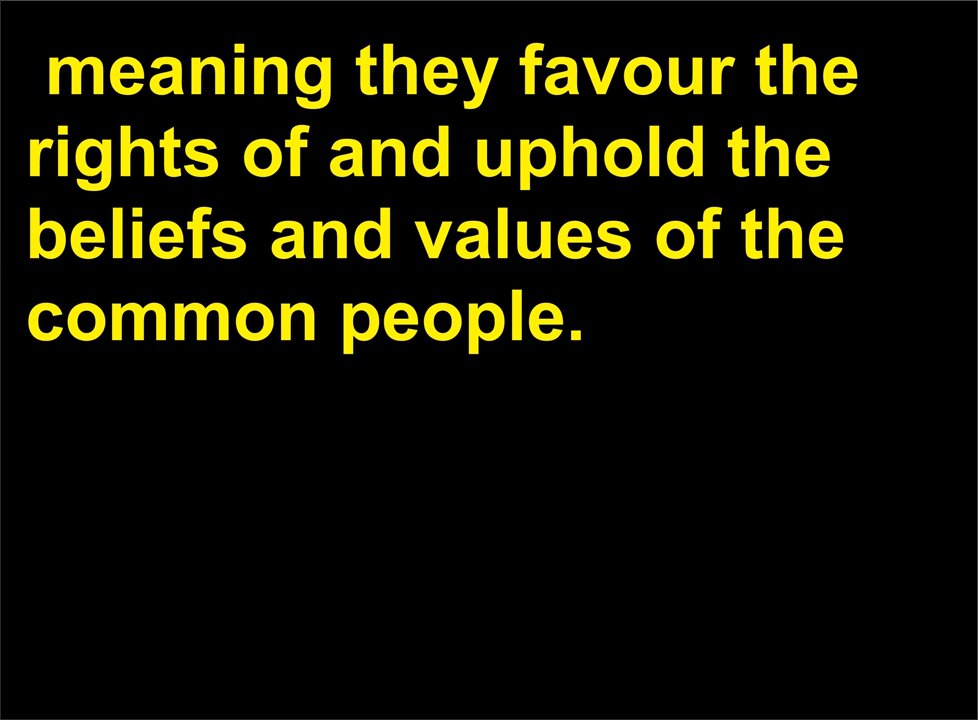 meaning they favour the
rights of and uphold the
beliefs and values of the
common people.